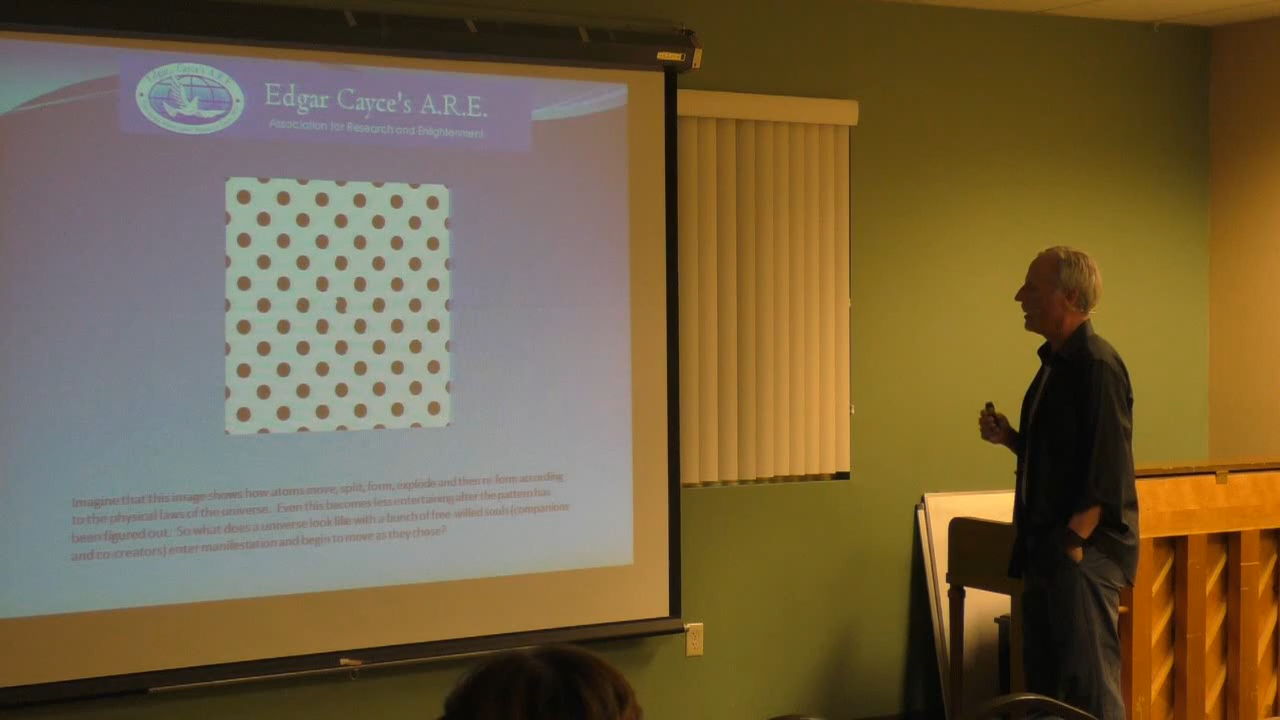 Edgar Cayce's A.R.E.
Edgar Cayce's A.R.E.
Association for Research and Enlightenment
Imagine that this image shows how atoms move, split, form, explode and then re-form according
to the physical laws of the universe. Even this becomes less entertaining after the pattern has
been figured out. So what does a universe look like with a bunch of free-willed souls (companions
and co-creators) enter manifestation and begin to move as they chose?